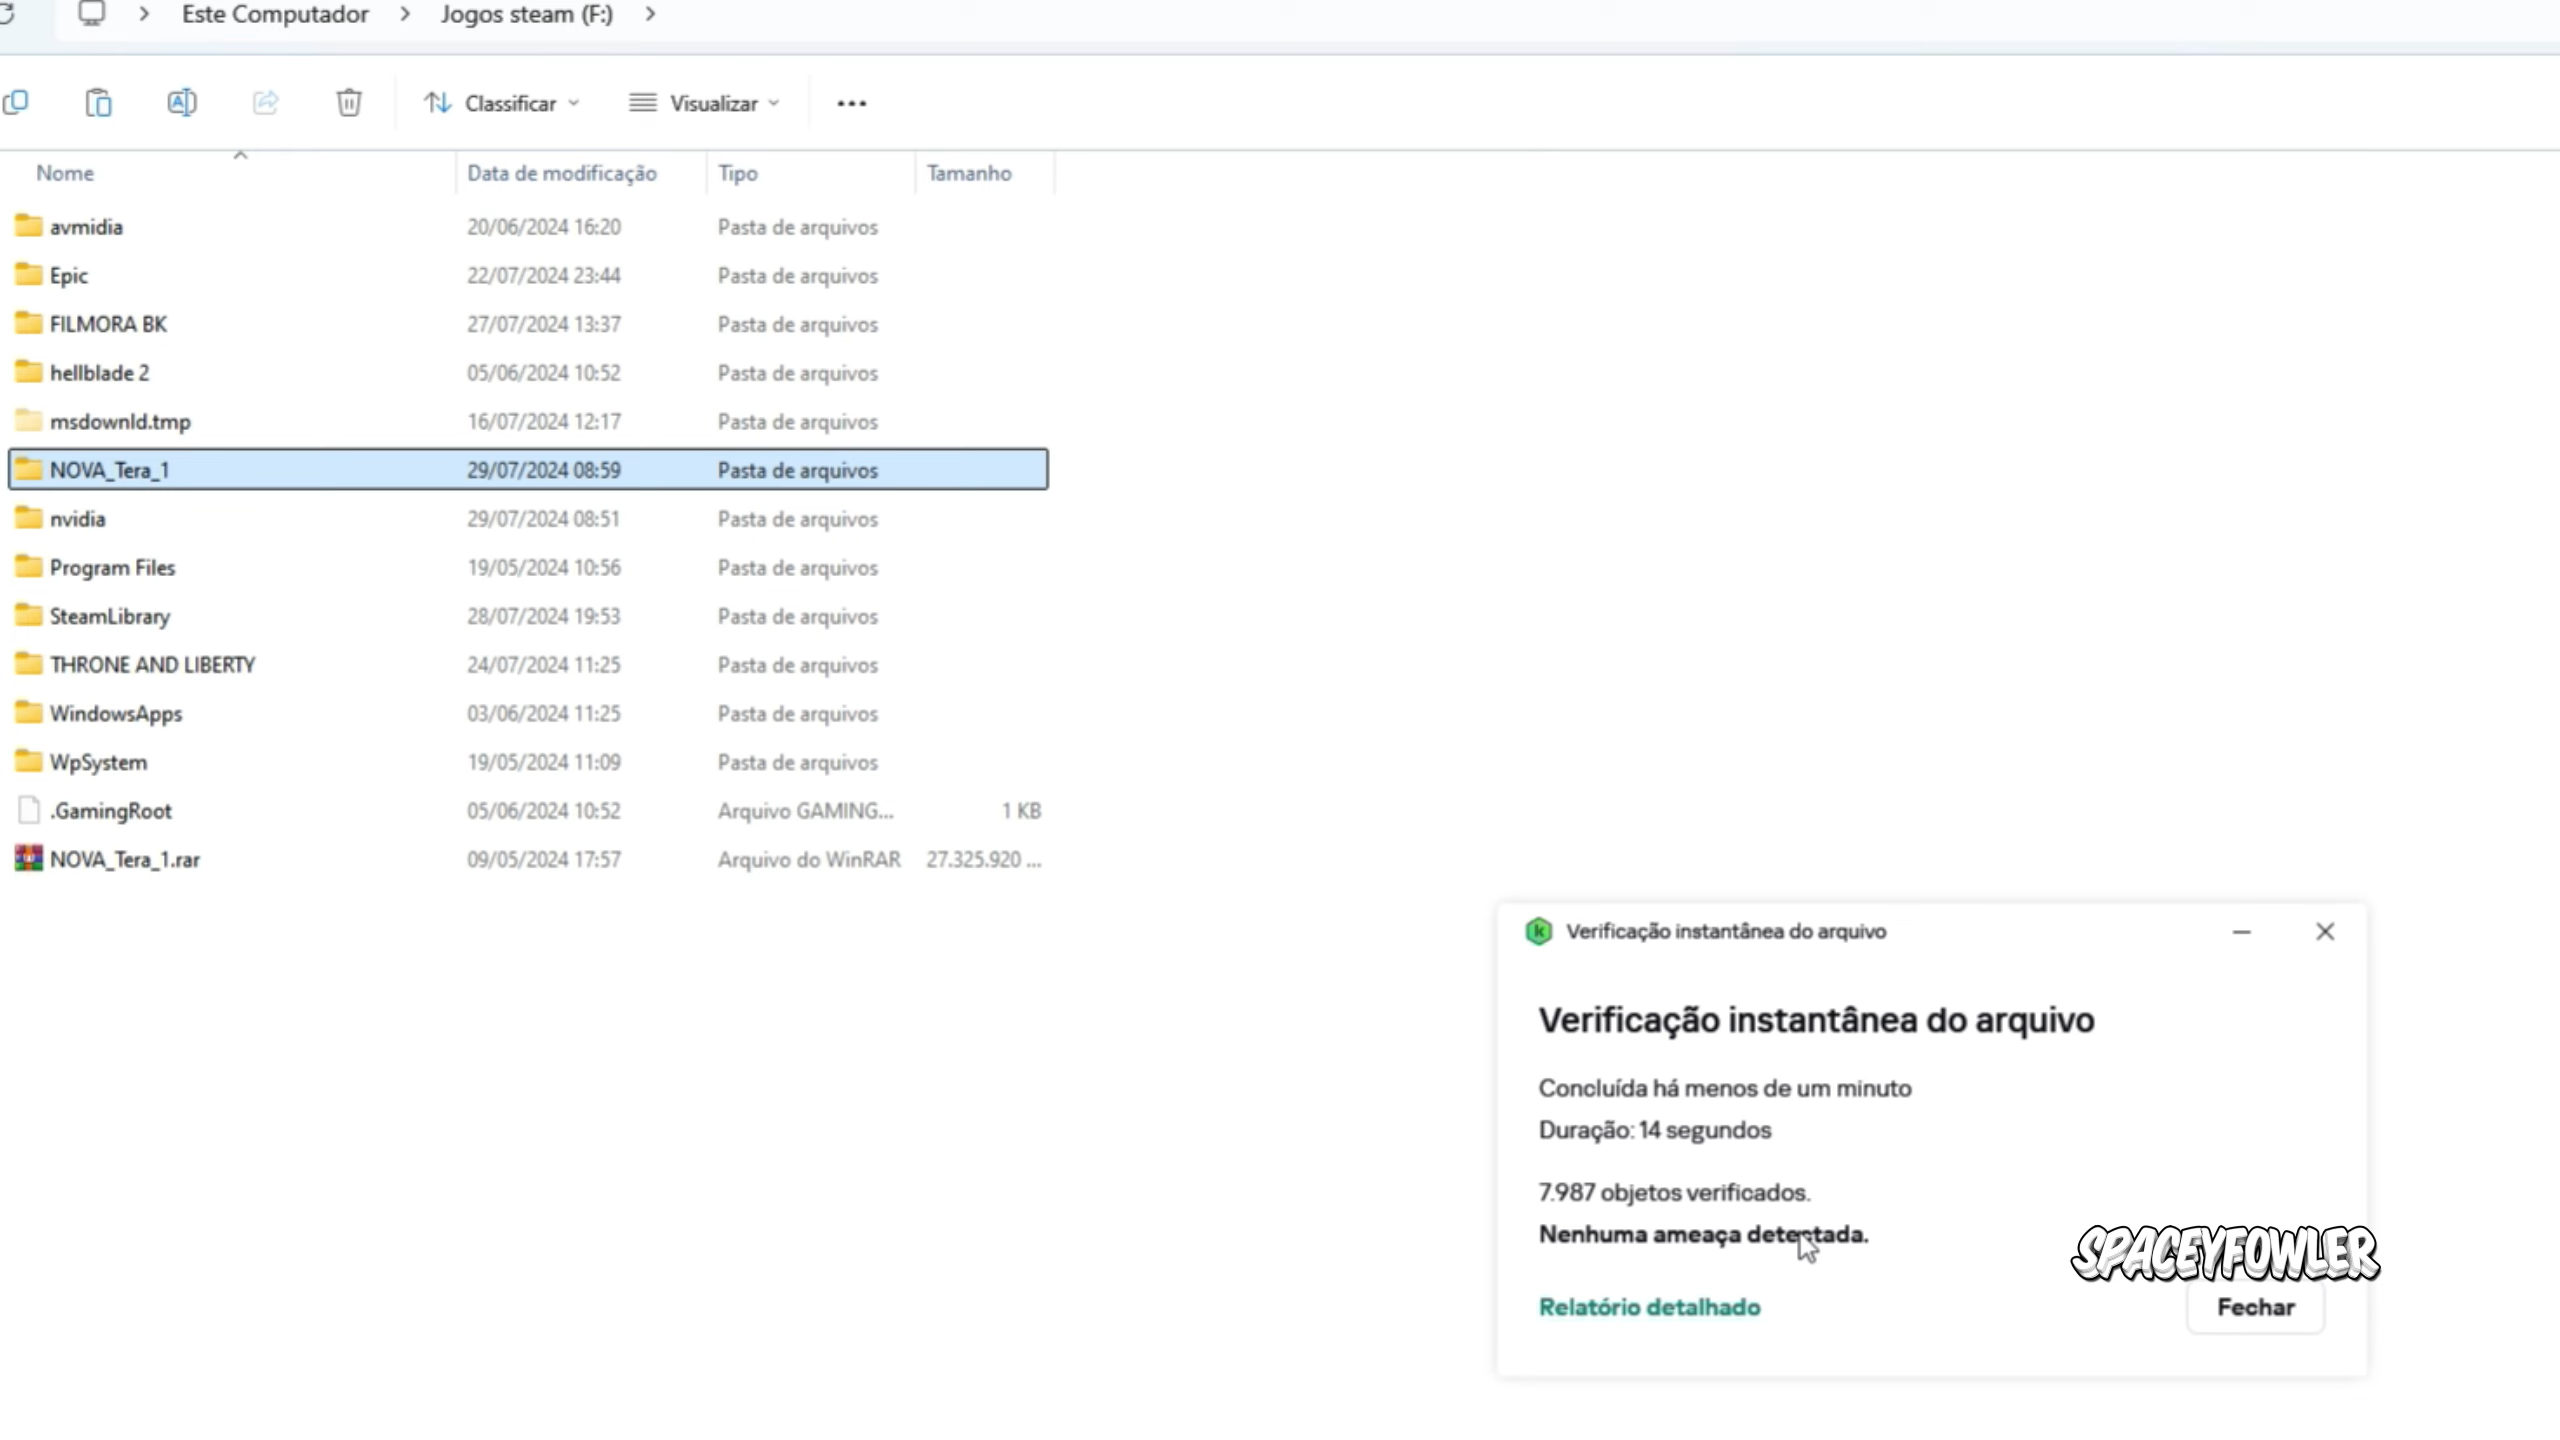 Este Computador > Jogos steam (F:) >
Classificar Visualizar ...
Nome Data de modificação Tipo Tamanho
avmidia 20/06/2024 16:20 Pasta de arquivos
Epic 22/07/2024 23:44 Pasta de arquivos
FILMORA BK 27/07/2024 13:37 Pasta de arquivos
hellblade 2 05/06/2024 10:52 Pasta de arquivos
msdownld.tmp 16/07/2024 12:17 Pasta de arquivos
NOVA_Tera_1 29/07/2024 08:59 Pasta de arquivos
nvidia 29/07/2024 08:51 Pasta de arquivos
Program Files 19/05/2024 10:56 Pasta de arquivos
SteamLibrary 28/07/2024 19:53 Pasta de arquivos
THRONE AND LIBERTY 24/07/2024 11:25 Pasta de arquivos
WindowsApps 03/06/2024 11:25 Pasta de arquivos
WpSystem 19/05/2024 11:09 Pasta de arquivos
.GamingRoot 05/06/2024 10:52 Arquivo GAMING... 1 KB
NOVA_Tera_1.rar 09/05/2024 17:57 Arquivo do WinRAR 27.325.920 ...
Verificação instantânea do arquivo
Verificação instantânea do arquivo
Concluída há menos de um minuto
Duração: 14 segundos
7.987 objetos verificados.
Nenhuma ameaça detectada.
SPACEYFOWLER
Relatório detalhado Fechar